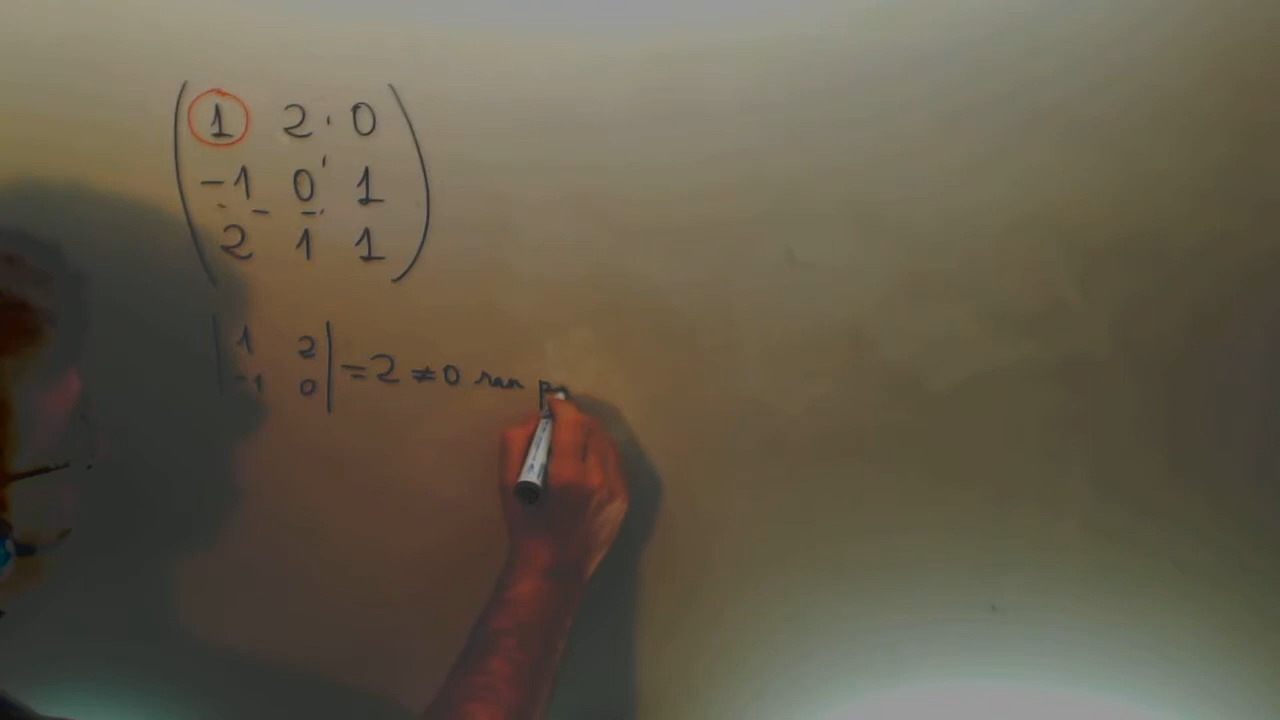 1 2 0
-1 0 1
2 1 1
1 2
-1 0
= 2 ≠ 0 ran